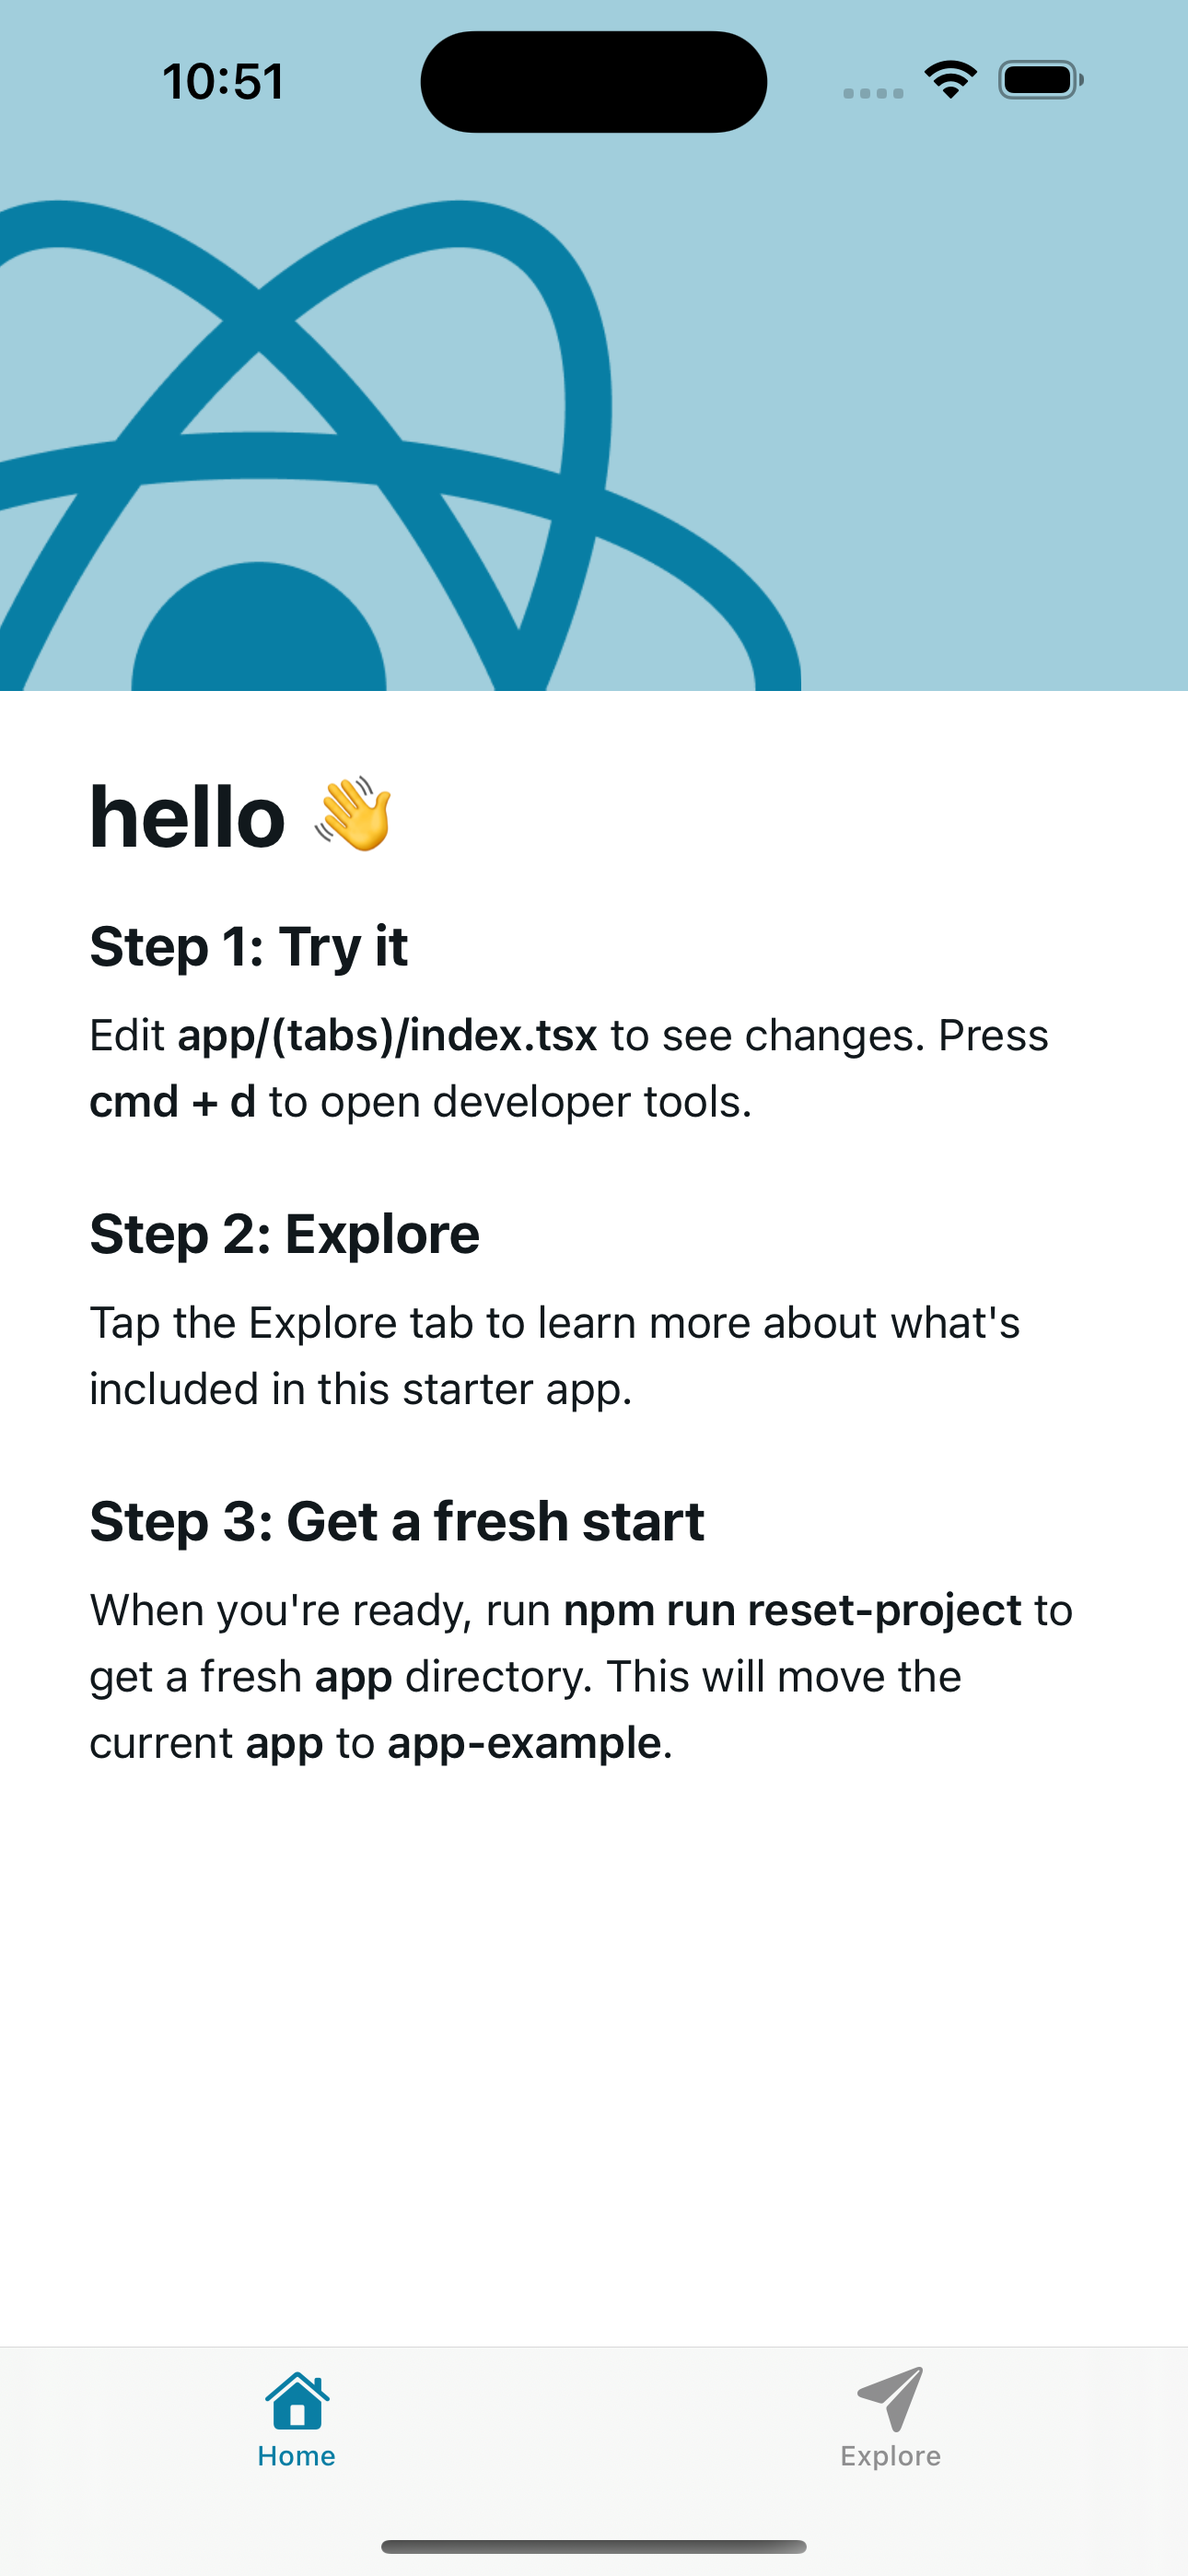 10:51
hello 👋
Step 1: Try it
Edit app/(tabs)/index.tsx to see changes. Press
cmd + d to open developer tools.
Step 2: Explore
Tap the Explore tab to learn more about what's
included in this starter app.
Step 3: Get a fresh start
When you're ready, run npm run reset-project to
get a fresh app directory. This will move the
current app to app-example.
Home
Explore